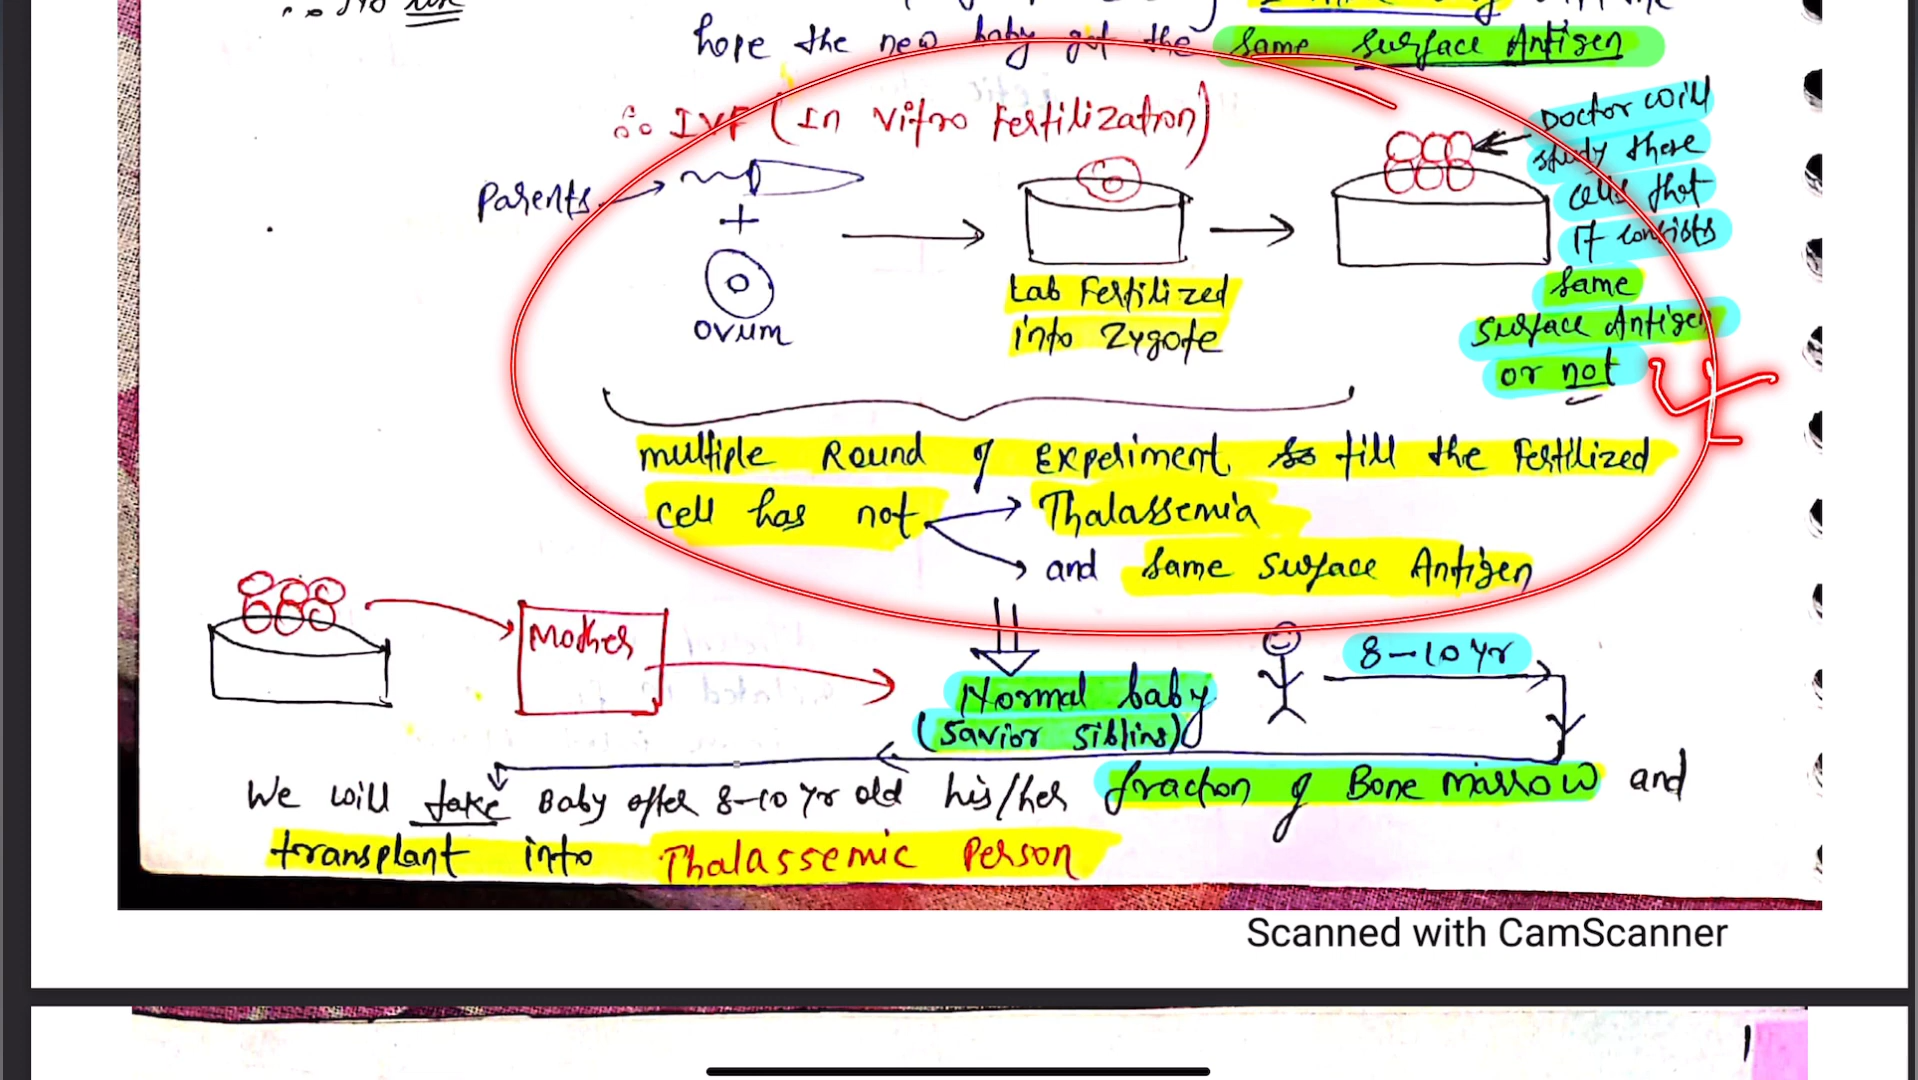 hope the new baby get the same surface Antigen
∴ IVF (In Vitro Fertilization)
Parents
+
ovum
Lab Fertilized
into Zygote
Doctor will
study these
cells that
It consists
same
surface Antigen
or not
multiple Round of Experiment, so till the Fertilized
cell has not → Thalassemia
→ and same surface Antigen
Mother
Normal baby
(Savior siblins)
8-10 yr
We will take Baby after 8-10 yr old his/her fraction of Bone marrow and
transplant into Thalassemic Person
Scanned with CamScanner